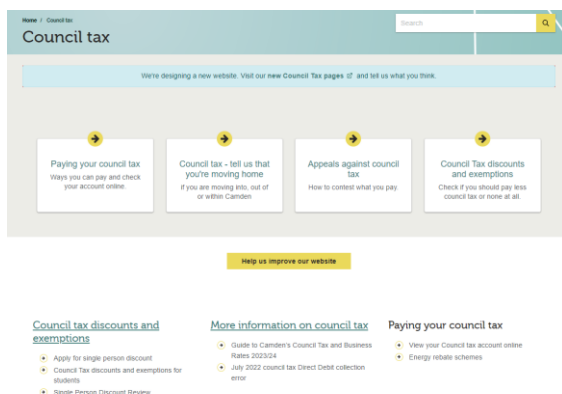 Home / Council tax
Search
Council tax
We're designing a new website. Visit our new Council Tax pages and tell us what you think.
Paying your council tax
Ways you can pay and check
your account online.
Council tax - tell us that
you're moving home
If you are moving into, out of
or within Camden
Appeals against council
tax
How to contest what you pay.
Council Tax discounts
and exemptions
Check if you should pay less
council tax or none at all.
Help us improve our website
Council tax discounts and
exemptions
Apply for single person discount
Council Tax discounts and exemptions for
students
Single Person Discount Review
More information on council tax
Guide to Camden's Council Tax and Business
Rates 2023/24
July 2022 council tax Direct Debit collection
error
Paying your council tax
View your Council tax account online
Energy rebate schemes